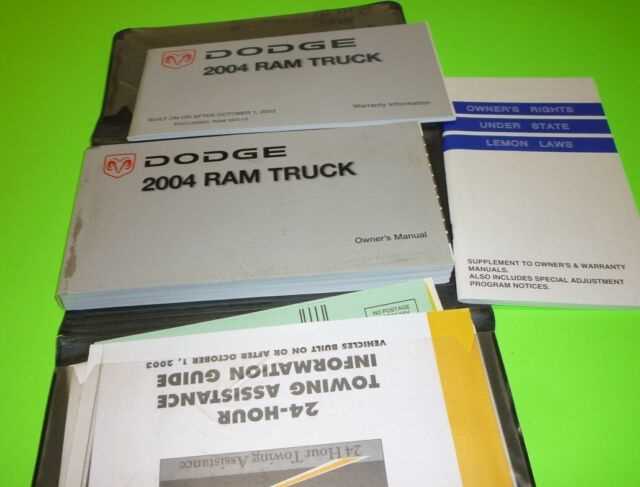 DODGE
2004 RAM TRUCK
BUILT ON OR AFTER OCTOBER 1, 2003
Warranty Information
DODGE
2004 RAM TRUCK
Owner's Manual
OWNER'S RIGHTS
UNDER STATE
LEMON LAWS
SUPPLEMENT TO OWNER'S & WARRANTY
MANUALS.
ALSO INCLUDES SPECIAL ADJUSTMENT
PROGRAM NOTICES.
NO POSTAGE
24-HOUR
TOWING ASSISTANCE
INFORMATION GUIDE
VEHICLES BUILT ON OR AFTER OCTOBER 1, 2003
24 Hour Towing Assistance